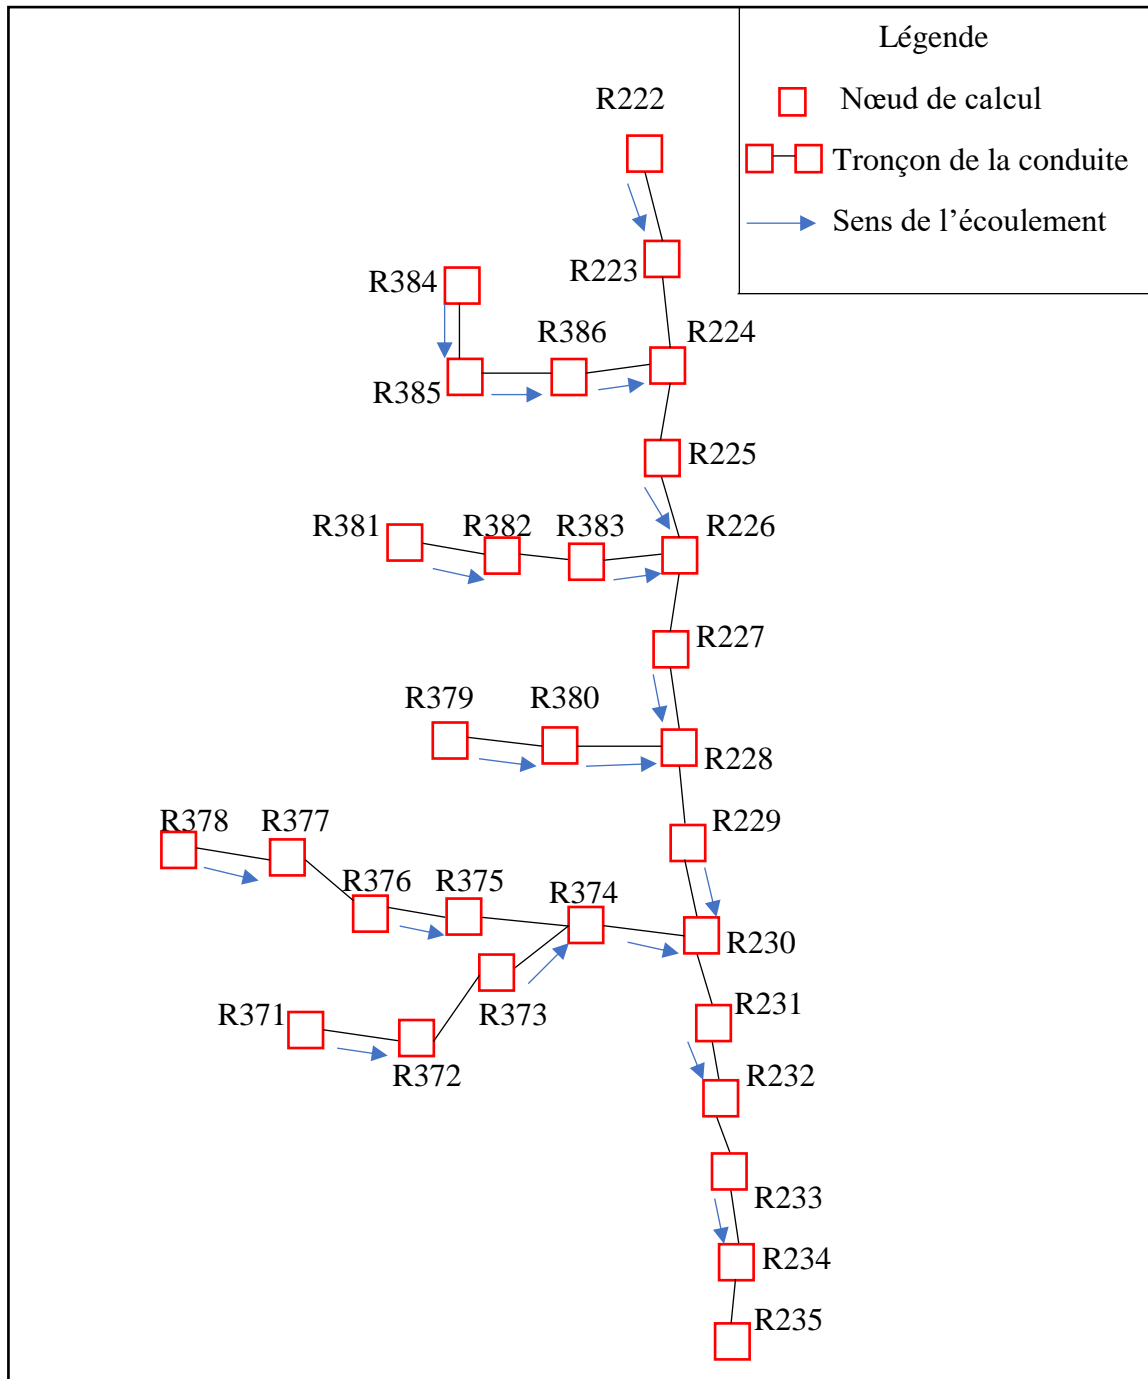 Légende
Nœud de calcul
Tronçon de la conduite
Sens de l’écoulement
R222
R223
R384
R386
R224
R385
R225
R381
R382
R383
R226
R227
R379
R380
R228
R378
R377
R229
R376
R375
R374
R230
R371
R373
R231
R372
R232
R233
R234
R235